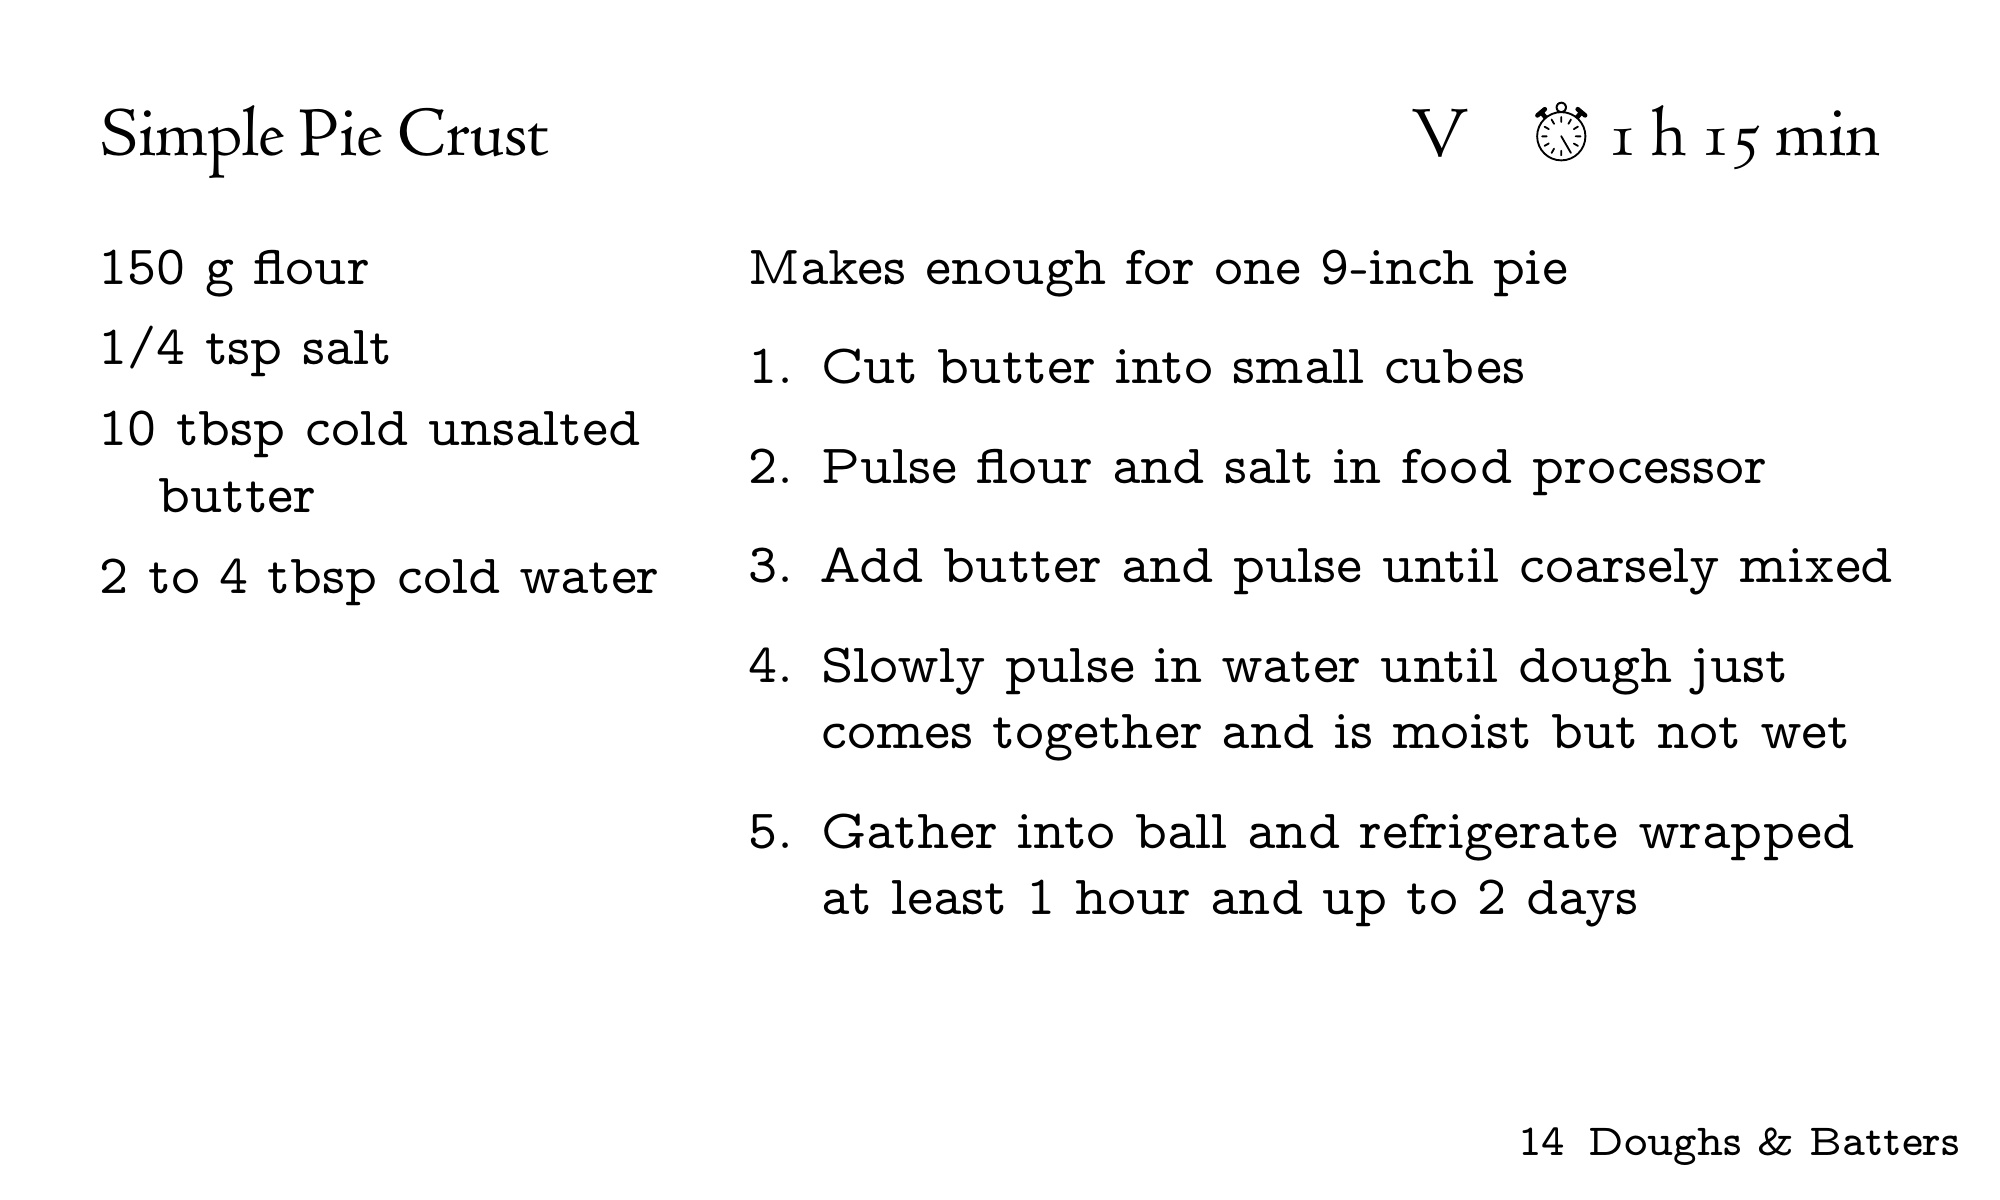 Simple Pie Crust
V 1 h 15 min
150 g flour
1/4 tsp salt
10 tbsp cold unsalted
butter
2 to 4 tbsp cold water
Makes enough for one 9-inch pie
1. Cut butter into small cubes
2. Pulse flour and salt in food processor
3. Add butter and pulse until coarsely mixed
4. Slowly pulse in water until dough just
comes together and is moist but not wet
5. Gather into ball and refrigerate wrapped
at least 1 hour and up to 2 days
14 Doughs & Batters